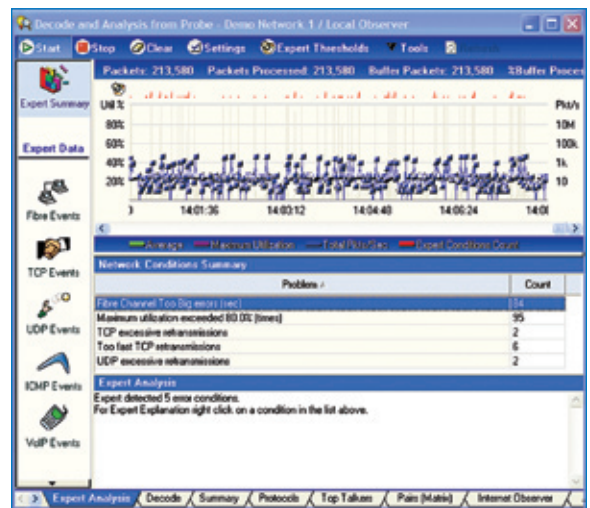 Decode and Analysis from Probe - Demo Network 1 / Local Observer
Start Stop Clear Settings Expert Thresholds Tools
Packets: 213,580 Packets Processed: 213,580 Buffer Packets: 213,580 %Buffer Proces
Expert Summary
Expert Data
Fibre Events
TCP Events
UDP Events
ICMP Events
VoIP Events
Util % Pkt/s
80% 10M
60% 100k
40% 1k
20% 10
14:01:36 14:03:12 14:04:48 14:06:24 14:0
Average Maximum Utilization Total Pkts/Sec Expert Conditions Count
Network Conditions Summary
Problem Count
Fibre Channel Too Big errors (sec)
Maximum utilization exceeded 80.0% (times) 95
TCP excessive retransmissions 2
Too fast TCP retransmissions 6
UDP excessive retransmissions 2
Expert Analysis
Expert detected 5 error conditions.
For Expert Explanation right click on a condition in the list above.
Expert Analysis Decode Summary Protocols Top Talkers Pairs (Matrix) Internet Observer